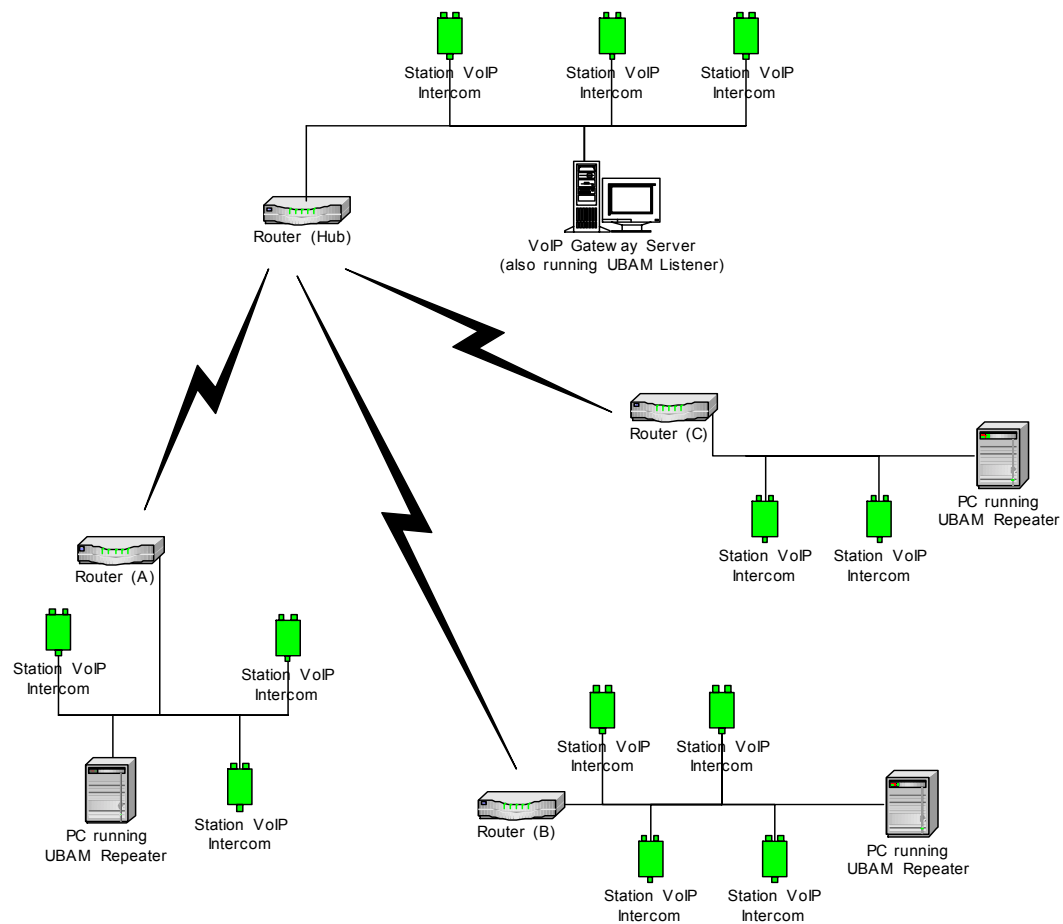 Station VoIP
Intercom
Station VoIP
Intercom
Station VoIP
Intercom
Router (Hub)
VoIP Gateway Server
(also running UBAM Listener)
Router (C)
PC running
UBAM Repeater
Station VoIP
Intercom
Station VoIP
Intercom
Router (A)
Station VoIP
Intercom
Station VoIP
Intercom
PC running
UBAM Repeater
Station VoIP
Intercom
Station VoIP
Intercom
Station VoIP
Intercom
Router (B)
PC running
UBAM Repeater
Station VoIP
Intercom
Station VoIP
Intercom